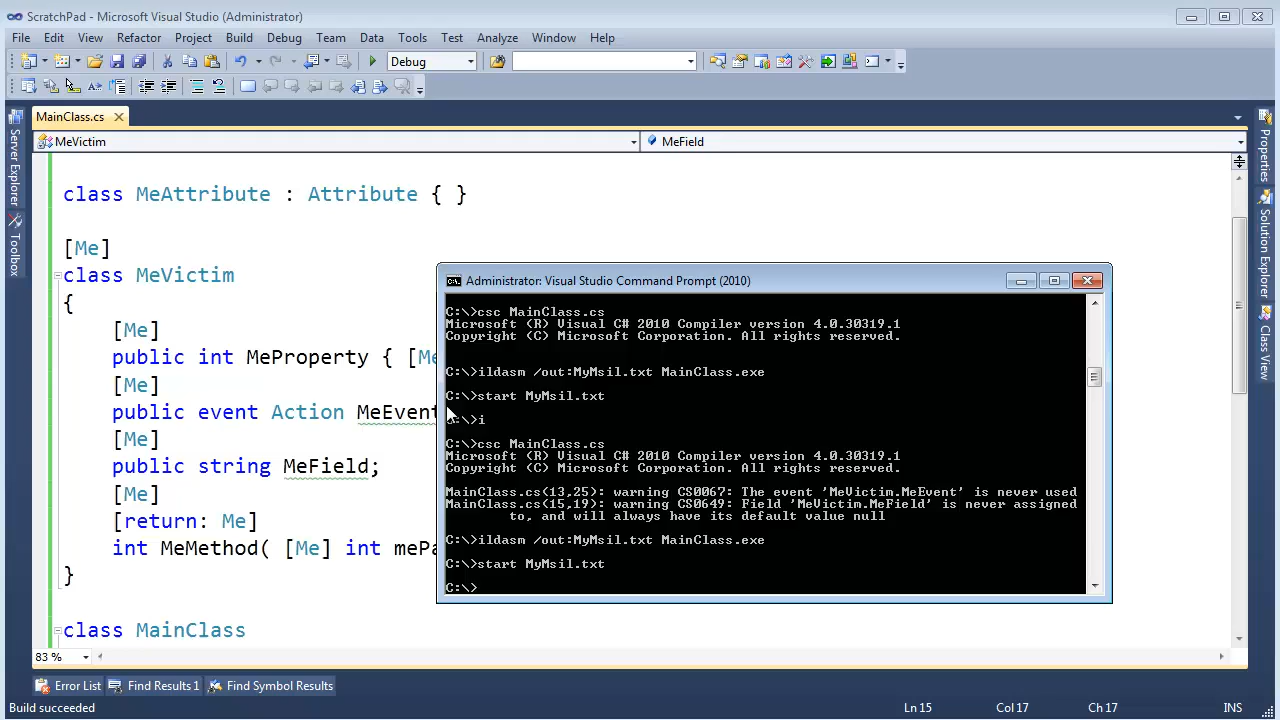 ScratchPad - Microsoft Visual Studio (Administrator)
File Edit View Refactor Project Build Debug Team Data Tools Test Analyze Window Help
Debug
MainClass.cs
MeVictim MeField
Server Explorer
Toolbox
Properties
Solution Explorer
Class View
class MeAttribute : Attribute { }
[Me]
class MeVictim
{
[Me]
public int MeProperty { [Me
[Me]
public event Action MeEvent
[Me]
public string MeField;
[Me]
[return: Me]
int MeMethod( [Me] int mePa
}
class MainClass
Administrator: Visual Studio Command Prompt (2010)
C:\>csc MainClass.cs
Microsoft (R) Visual C# 2010 Compiler version 4.0.30319.1
Copyright (C) Microsoft Corporation. All rights reserved.
C:\>ildasm /out:MyMsil.txt MainClass.exe
C:\>start MyMsil.txt
C:\>i
C:\>csc MainClass.cs
Microsoft (R) Visual C# 2010 Compiler version 4.0.30319.1
Copyright (C) Microsoft Corporation. All rights reserved.
MainClass.cs(13,25): warning CS0067: The event 'MeVictim.MeEvent' is never used
MainClass.cs(15,19): warning CS0649: Field 'MeVictim.MeField' is never assigned
to, and will always have its default value null
C:\>ildasm /out:MyMsil.txt MainClass.exe
C:\>start MyMsil.txt
C:\>
83 %
Error List Find Results 1 Find Symbol Results
Build succeeded Ln 15 Col 17 Ch 17 INS